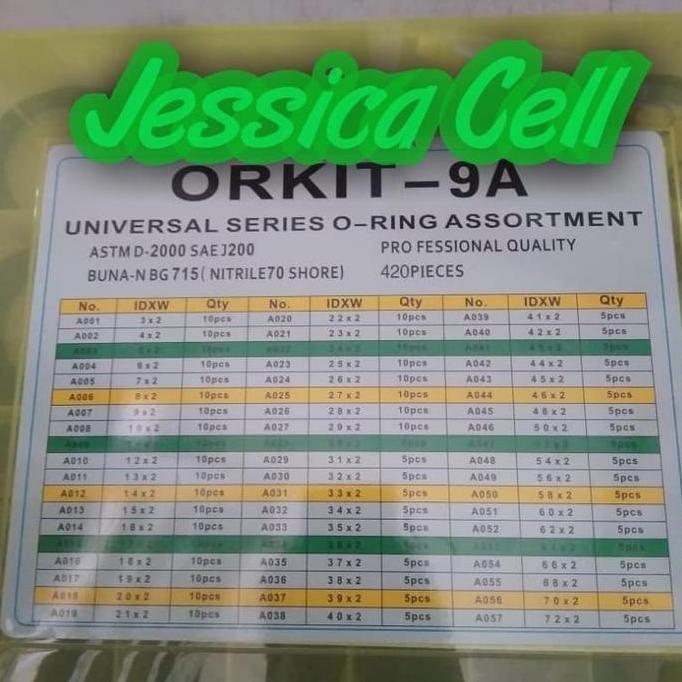 Jessica Cell
ORKIT-9A
UNIVERSAL SERIES O-RING ASSORTMENT
ASTM D-2000 SAE J200 PRO FESSIONAL QUALITY
BUNA-N BG 715( NITRILE70 SHORE) 420PIECES
No. IDXW Qty No. IDXW Qty No. IDXW Qty
A001 3 x 2 10pcs A020 22 x 2 10pcs A039 41 x 2 5pcs
A002 4 x 2 10pcs A021 23 x 2 10pcs A040 42 x 2 5pcs
A004 6 x 2 10pcs A023 25 x 2 10pcs A042 44 x 2 5pcs
A005 7 x 2 10pcs A024 26 x 2 10pcs A043 45 x 2 5pcs
A006 8 x 2 10pcs A025 27 x 2 10pcs A044 46 x 2 5pcs
A007 9 x 2 10pcs A026 28 x 2 10pcs A045 48 x 2 5pcs
A008 10 x 2 10pcs A027 29 x 2 10pcs A046 50 x 2 5pcs
A010 12 x 2 10pcs A029 31 x 2 5pcs A048 54 x 2 5pcs
A011 13 x 2 10pcs A030 32 x 2 5pcs A049 56 x 2 5pcs
A012 14 x 2 10pcs A031 33 x 2 5pcs A050 58 x 2 5pcs
A013 15 x 2 10pcs A032 34 x 2 5pcs A051 60 x 2 5pcs
A014 16 x 2 10pcs A033 35 x 2 5pcs A052 62 x 2 5pcs
A016 18 x 2 10pcs A035 37 x 2 5pcs A054 66 x 2 5pcs
A017 19 x 2 10pcs A036 38 x 2 5pcs A055 68 x 2 5pcs
A018 20 x 2 10pcs A037 39 x 2 5pcs A056 70 x 2 5pcs
A019 21 x 2 10pcs A038 40 x 2 5pcs A057 72 x 2 5pcs